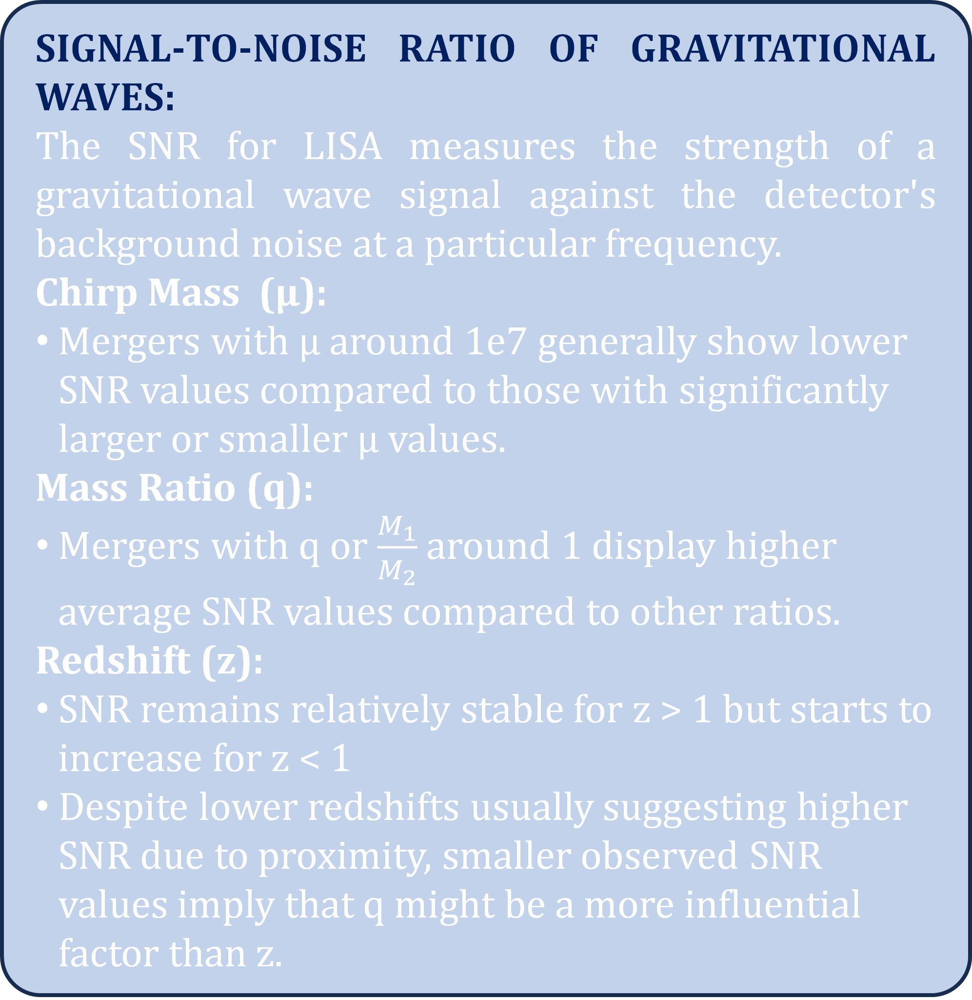 SIGNAL-TO-NOISE RATIO OF GRAVITATIONAL
WAVES:
The SNR for LISA measures the strength of a
gravitational wave signal against the detector's
background noise at a particular frequency.
Chirp Mass (μ):
• Mergers with μ around 1e7 generally show lower
SNR values compared to those with significantly
larger or smaller μ values.
Mass Ratio (q):
• Mergers with q or M₁/M₂ around 1 display higher
average SNR values compared to other ratios.
Redshift (z):
• SNR remains relatively stable for z > 1 but starts to
increase for z < 1
• Despite lower redshifts usually suggesting higher
SNR due to proximity, smaller observed SNR
values imply that q might be a more influential
factor than z.